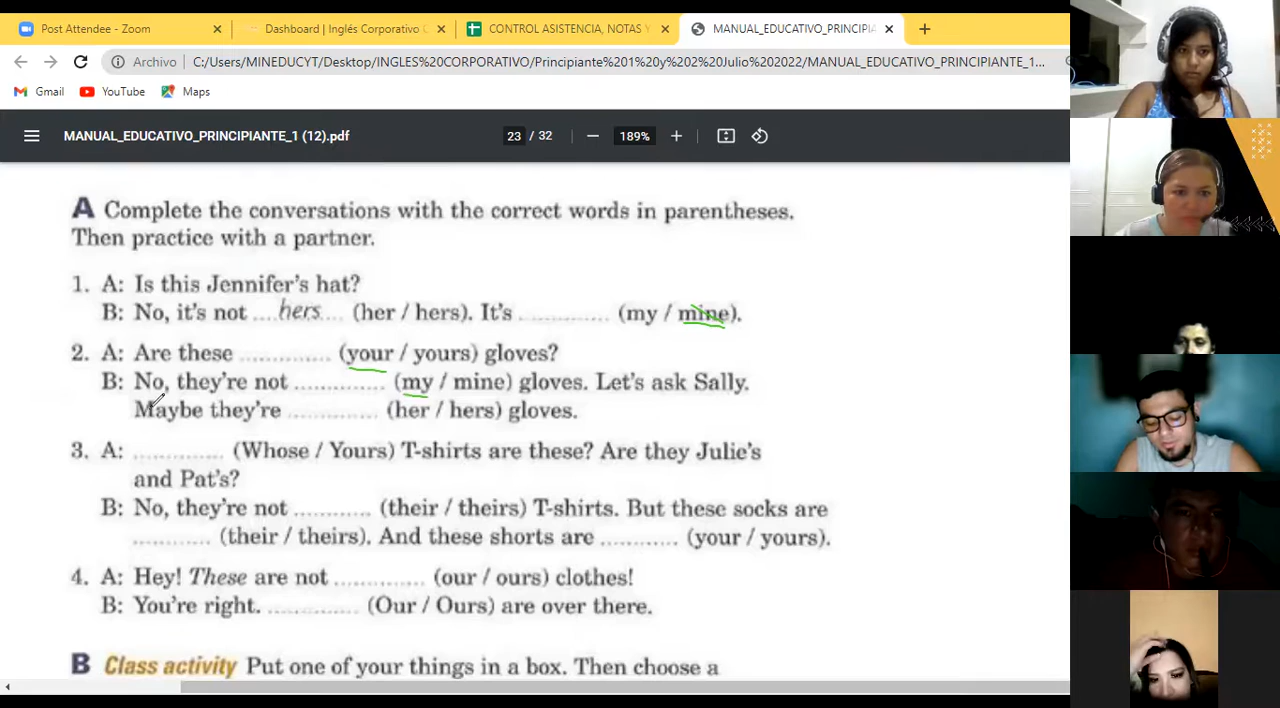 Post Attendee - Zoom
Dashboard | Inglés Corporativo
CONTROL ASISTENCIA, NOTAS Y
MANUAL_EDUCATIVO_PRINCIPIA
Archivo C:/Users/MINEDUCYT/Desktop/INGLES%20CORPORATIVO/Principiante%201%20y%202%20Julio%202022/MANUAL_EDUCATIVO_PRINCIPIANTE_1...
Gmail YouTube Maps
MANUAL_EDUCATIVO_PRINCIPIANTE_1 (12).pdf 23 / 32 189%
A Complete the conversations with the correct words in parentheses.
Then practice with a partner.
1. A: Is this Jennifer's hat?
B: No, it's not ....hers.... (her / hers). It's .............. (my / mine).
2. A: Are these .............. (your / yours) gloves?
B: No, they're not .............. (my / mine) gloves. Let's ask Sally.
Maybe they're .............. (her / hers) gloves.
3. A: .............. (Whose / Yours) T-shirts are these? Are they Julie's
and Pat's?
B: No, they're not ............ (their / theirs) T-shirts. But these socks are
............ (their / theirs). And these shorts are ............ (your / yours).
4. A: Hey! These are not .............. (our / ours) clothes!
B: You're right. .............. (Our / Ours) are over there.
B Class activity Put one of your things in a box. Then choose a